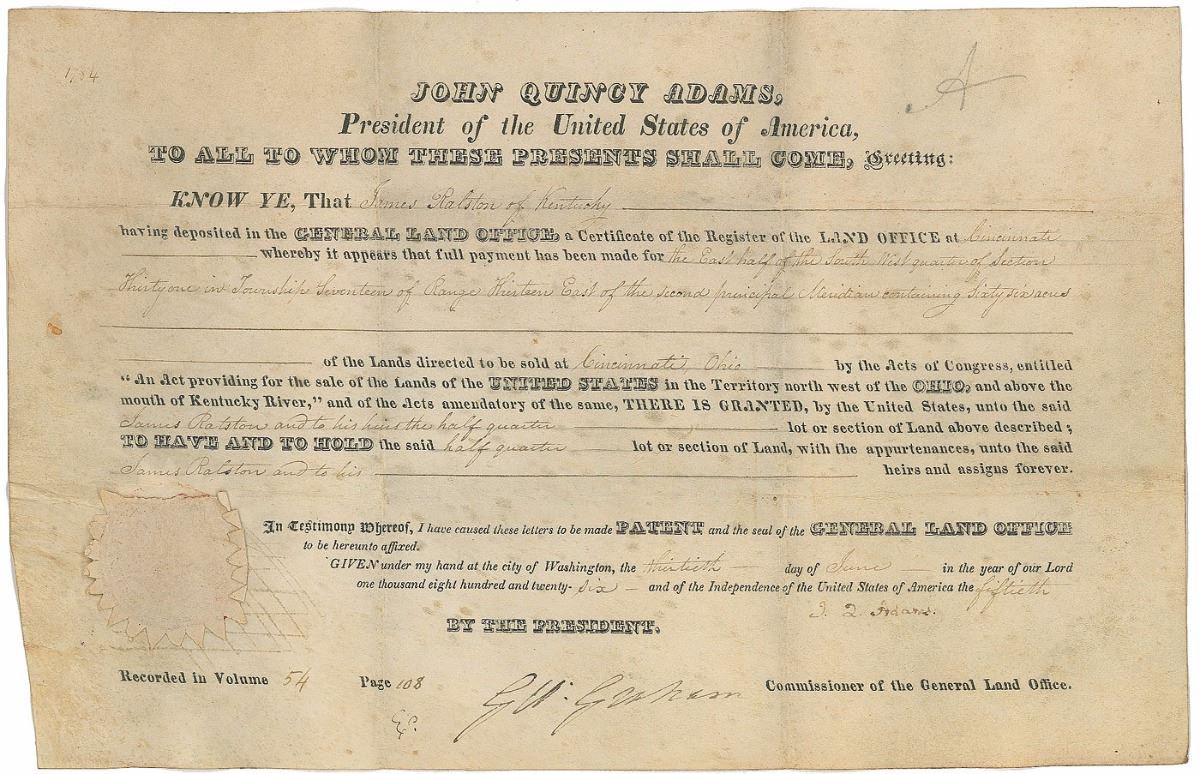 1784
A
JOHN QUINCY ADAMS,
President of the United States of America,
TO ALL TO WHOM THESE PRESENTS SHALL COME, Greeting:
KNOW YE, That James Ralston of Kentucky
having deposited in the GENERAL LAND OFFICE, a Certificate of the Register of the LAND OFFICE at Cincinnate
whereby it appears that full payment has been made for the East half of the South West quarter of section
Thirty one in Township Seventeen of Range Thirteen East of the second principal Meridian containing Sixty six acres
of the Lands directed to be sold at Cincinnati, Ohio by the Acts of Congress, entitled
"An Act providing for the sale of the Lands of the UNITED STATES in the Territory north west of the OHIO, and above the
mouth of Kentucky River," and of the Acts amendatory of the same, THERE IS GRANTED, by the United States, unto the said
James Ralston and to his heirs the half quarter lot or section of Land above described;
TO HAVE AND TO HOLD the said half quarter lot or section of Land, with the appurtenances, unto the said
James Ralston and to his heirs and assigns forever.
In Testimony Whereof, I have caused these letters to be made PATENT and the seal of the GENERAL LAND OFFICE
to be hereunto affixed.
GIVEN under my hand at the city of Washington, the thirtieth day of June in the year of our Lord
one thousand eight hundred and twenty-six and of the Independence of the United States of America the fiftieth
J. Q. Adams.
BY THE PRESIDENT,
Recorded in Volume 54 Page 108 Geo. Graham Commissioner of the General Land Office.